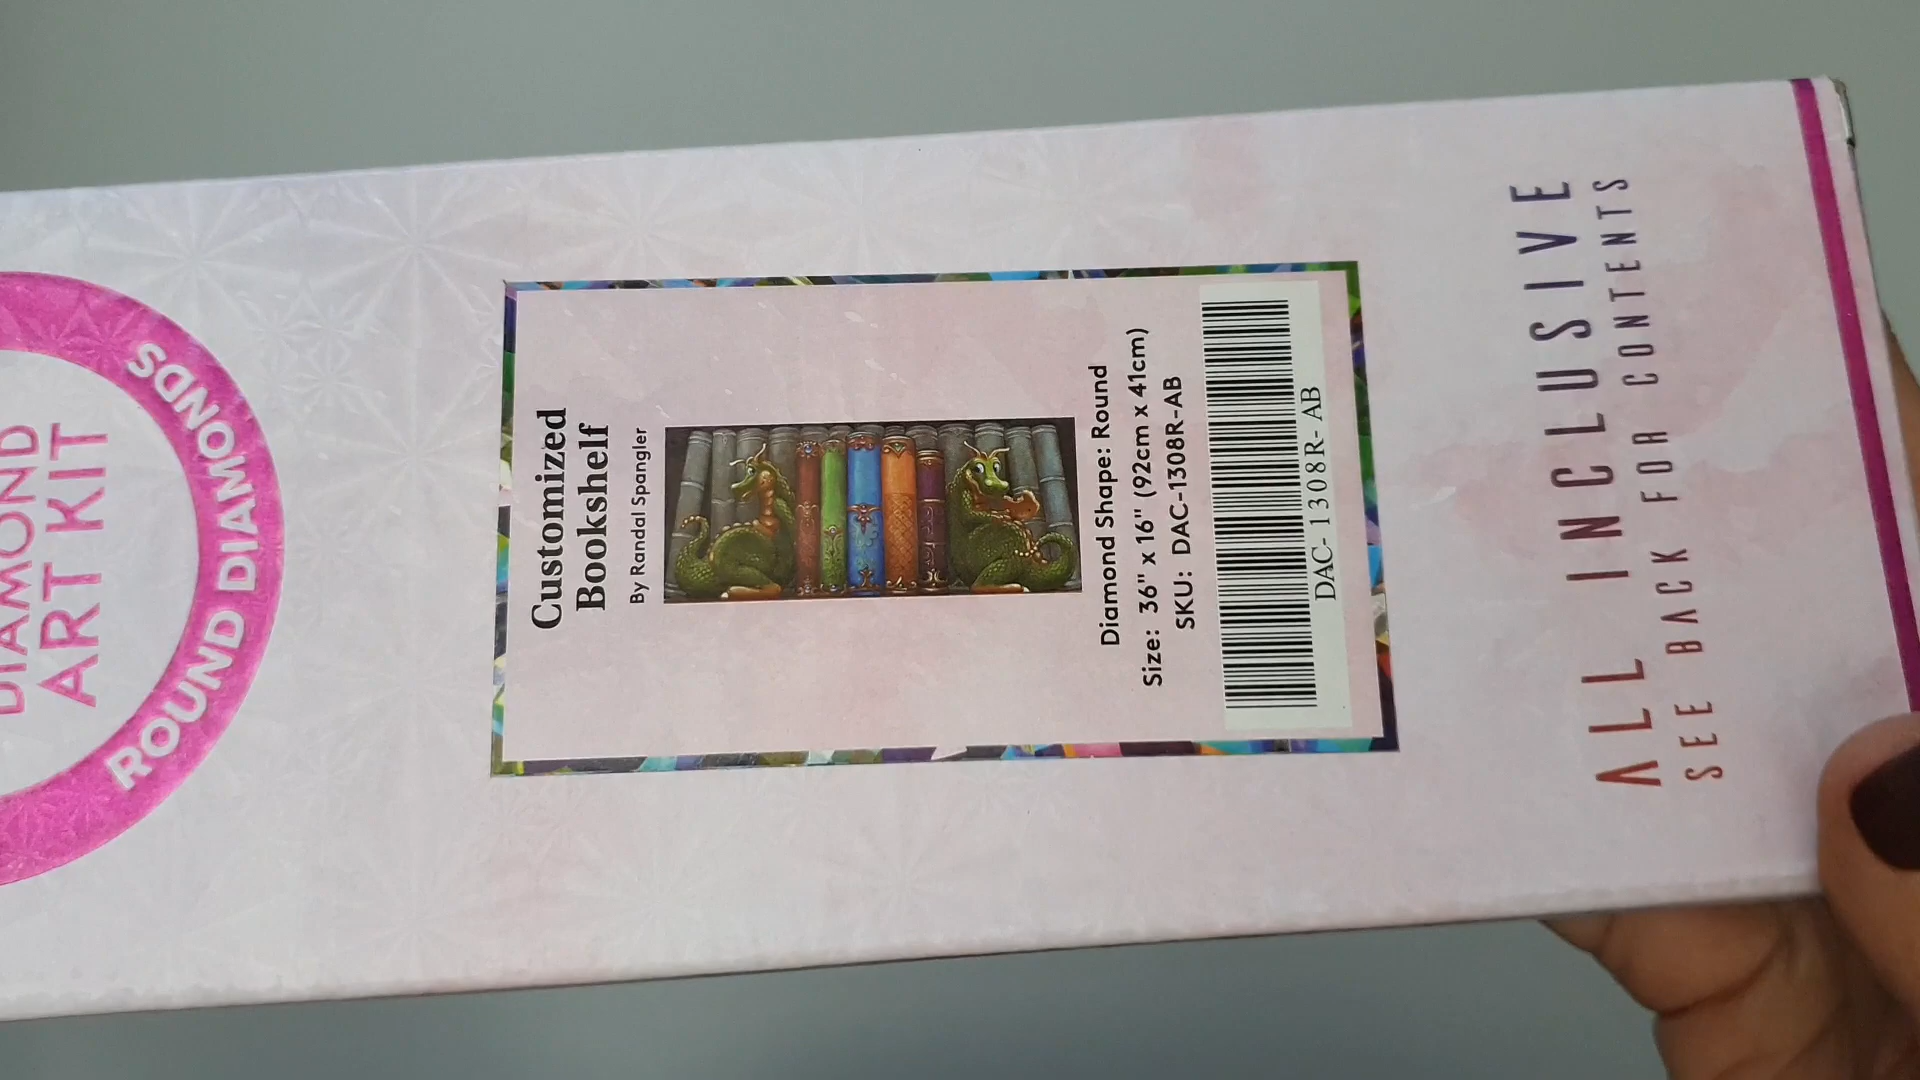 DIAMOND
ART KIT
ROUND DIAMONDS
Customized
Bookshelf
By Randal Spangler
Diamond Shape: Round
Size: 36" x 16" (92cm x 41cm)
SKU: DAC-1308R-AB
DAC- 1308R- AB
ALL INCLUSIVE
SEE BACK FOR CONTENTS